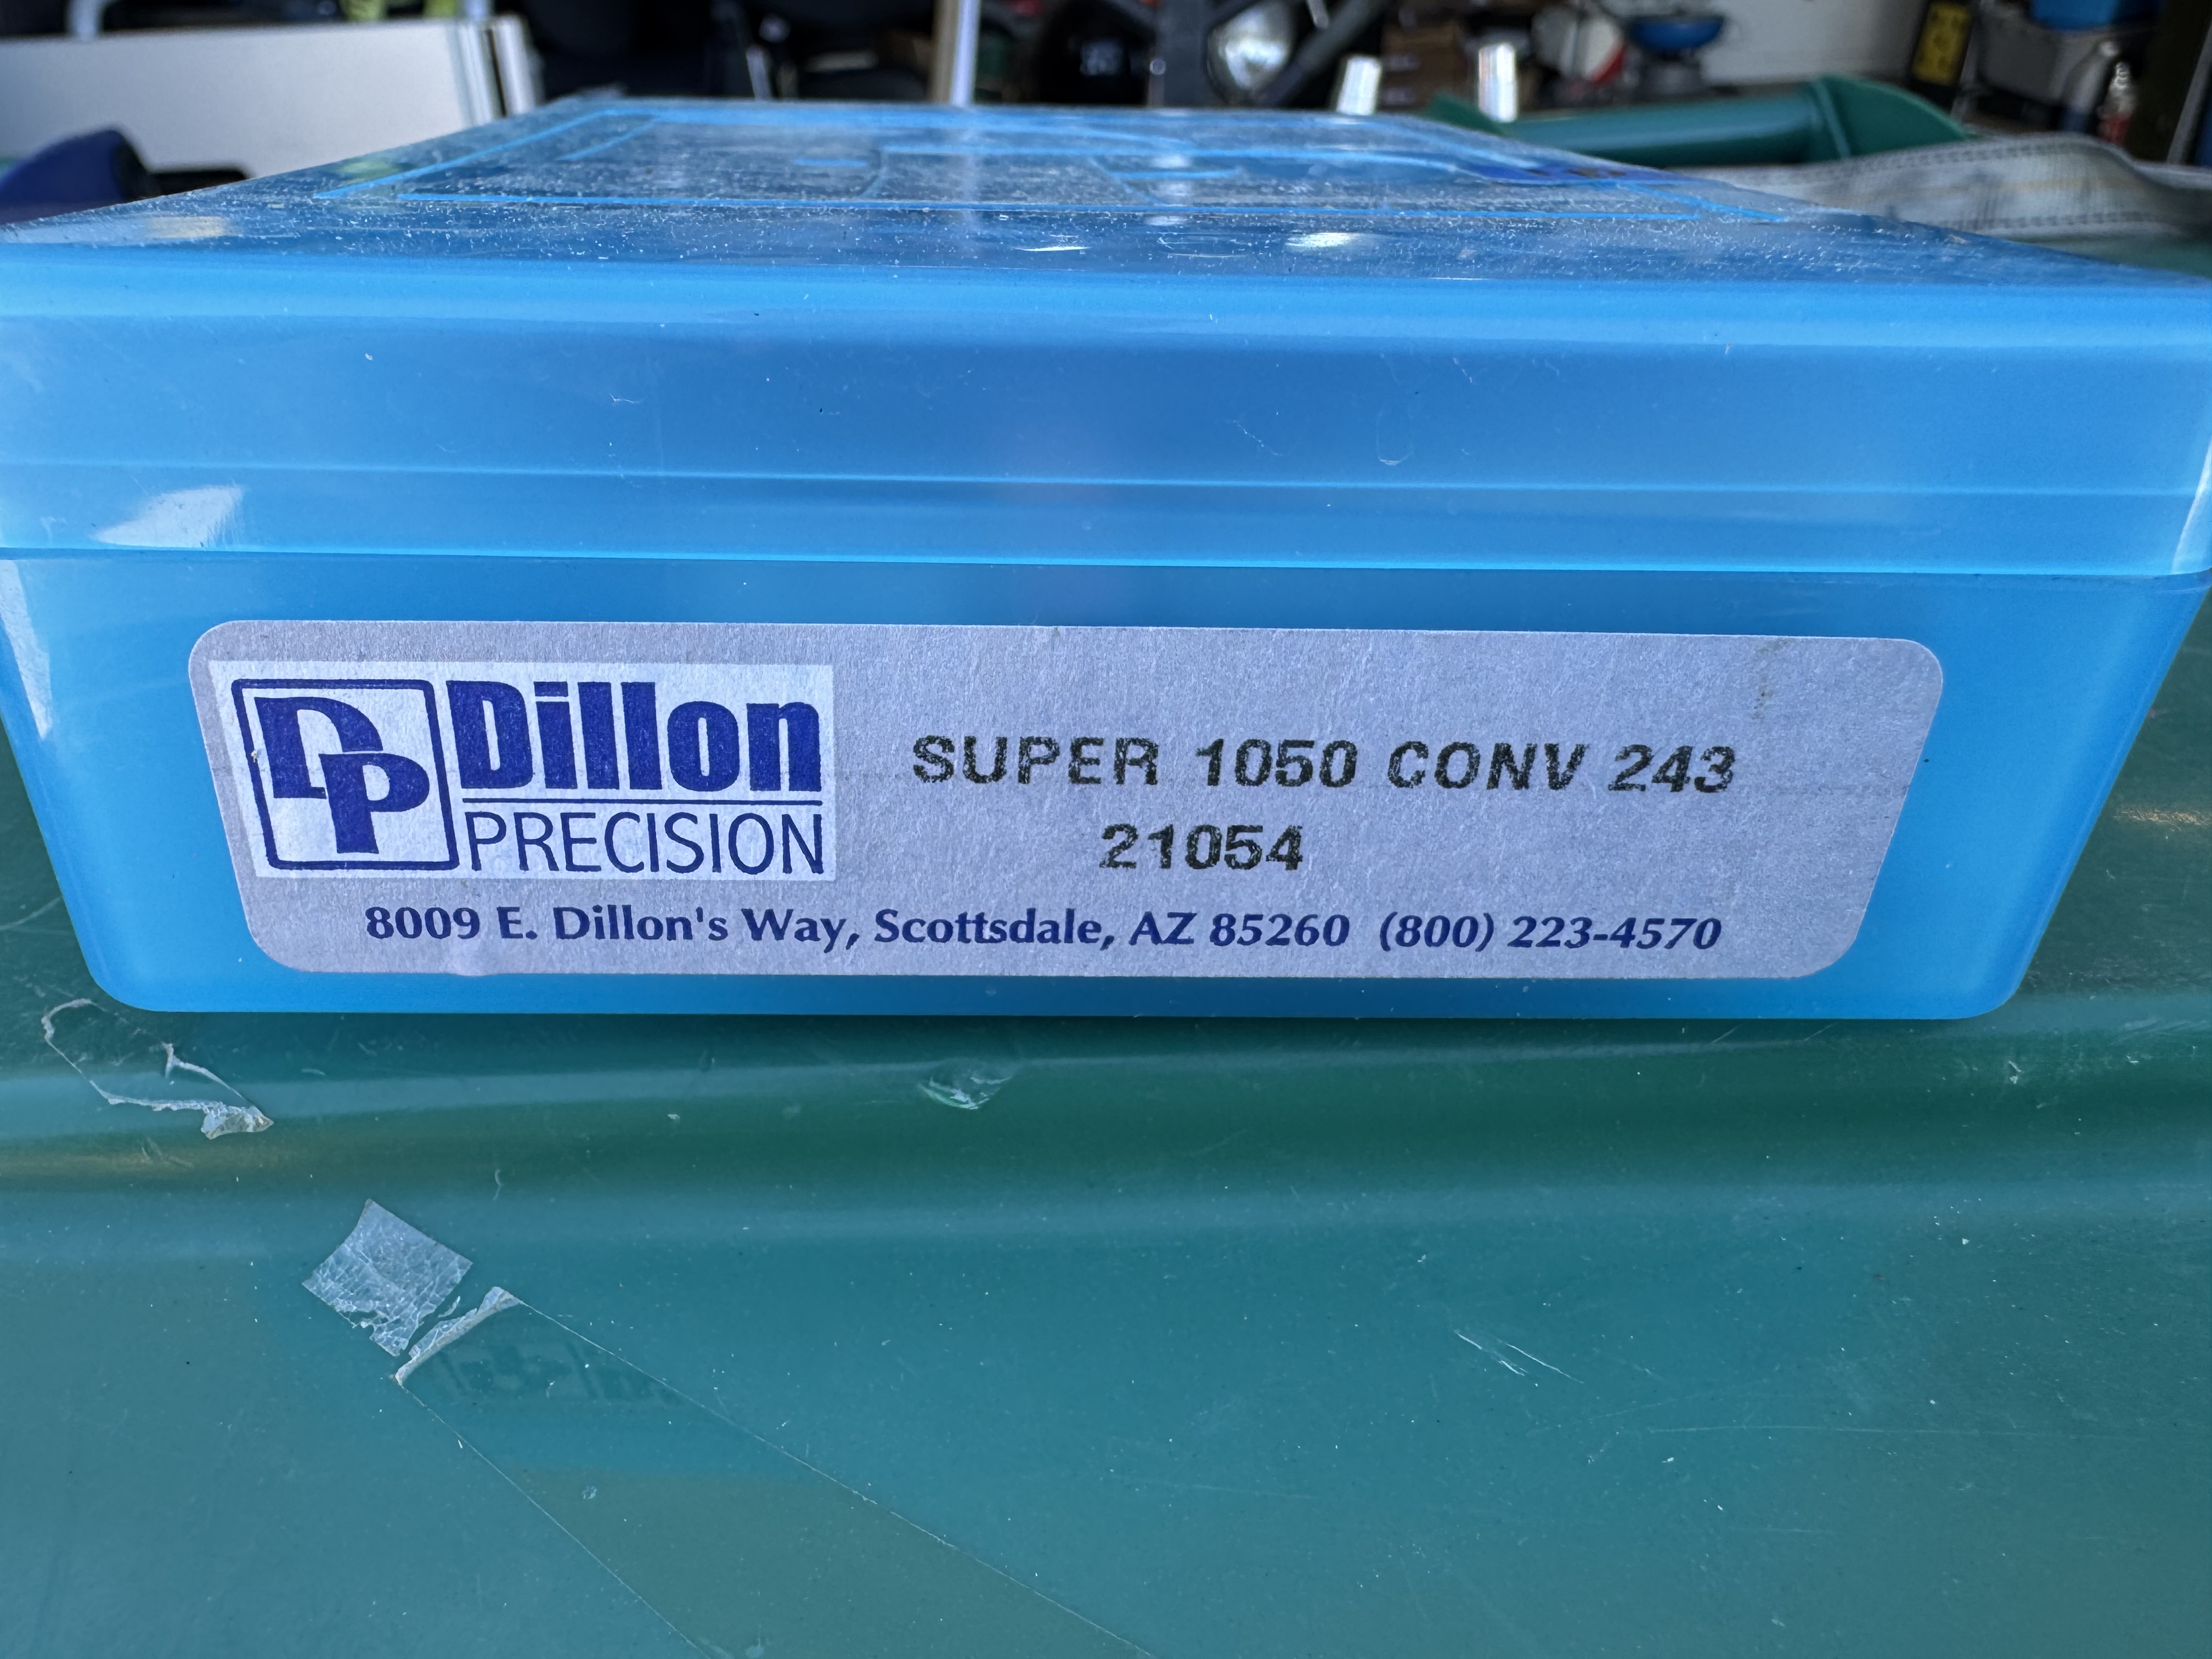 DP Dillon
PRECISION
SUPER 1050 CONV 243
21054
8009 E. Dillon's Way, Scottsdale, AZ 85260 (800) 223-4570